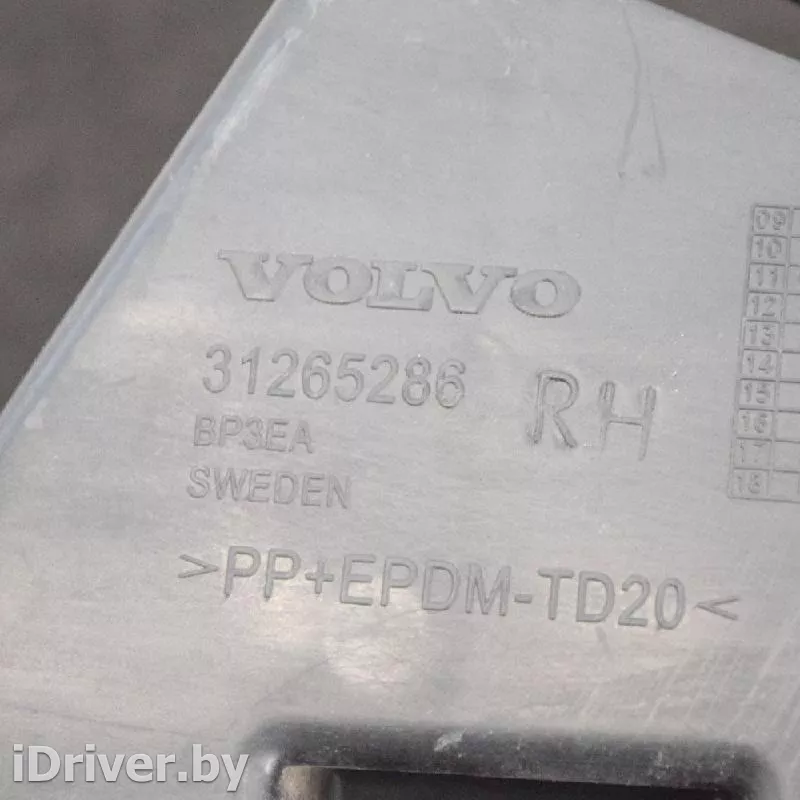 VOLVO
31265286 RH
BP3EA
SWEDEN
>PP+EPDM-TD20<
09
10
11
12
13
14
15
16
17
18
iDriver.by